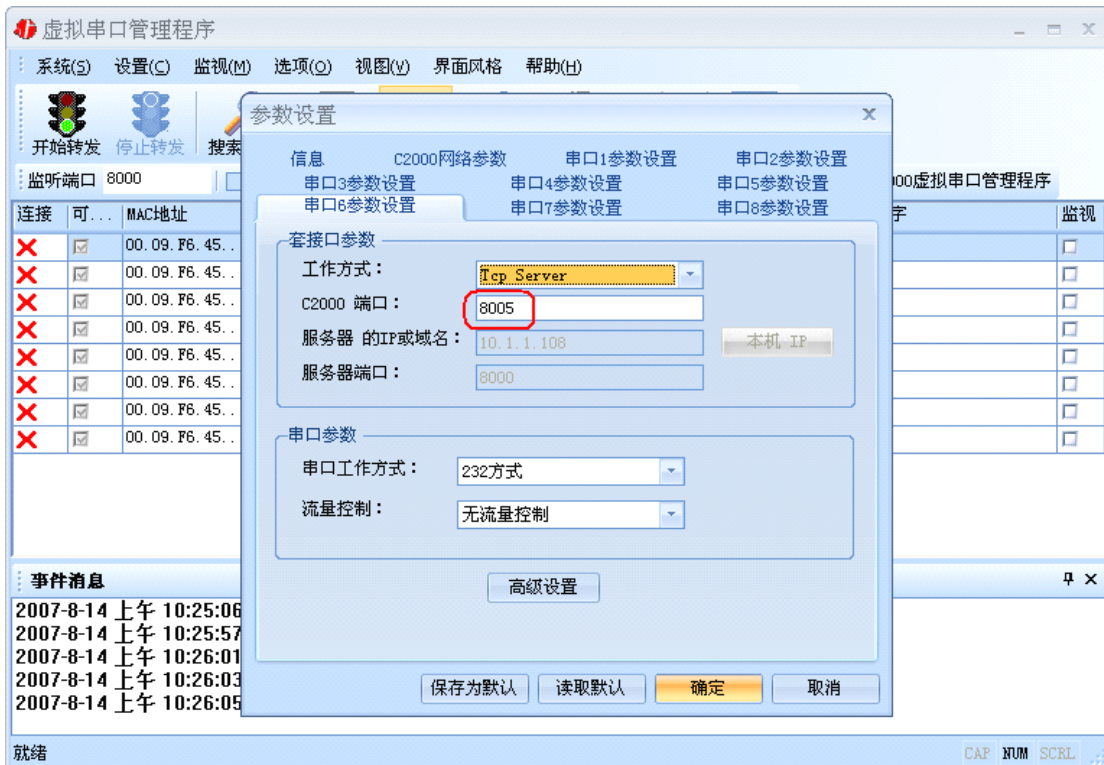 虚拟串口管理程序
系统(S) 设置(C) 监视(M) 选项(O) 视图(V) 界面风格 帮助(H)
开始转发 停止转发 搜索
监听端口 8000 000虚拟串口管理程序
连接 可... MAC地址 字 监视
00.09.F6.45..
00.09.F6.45..
00.09.F6.45..
00.09.F6.45..
00.09.F6.45..
00.09.F6.45..
00.09.F6.45..
00.09.F6.45..
参数设置
信息 C2000网络参数 串口1参数设置 串口2参数设置
串口3参数设置 串口4参数设置 串口5参数设置
串口6参数设置 串口7参数设置 串口8参数设置
套接口参数
工作方式： Tcp Server
C2000 端口： 8005
服务器 的IP或域名： 10.1.1.108 本机 IP
服务器端口： 8000
串口参数
串口工作方式： 232方式
流量控制： 无流量控制
高级设置
保存为默认 读取默认 确定 取消
事件消息
2007-8-14 上午 10:25:06
2007-8-14 上午 10:25:57
2007-8-14 上午 10:26:01
2007-8-14 上午 10:26:03
2007-8-14 上午 10:26:05
就绪 CAP NUM SCRL